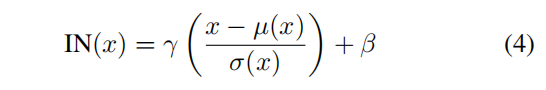 IN(x) = γ ( (x − μ(x)) / σ(x) ) + β (4)